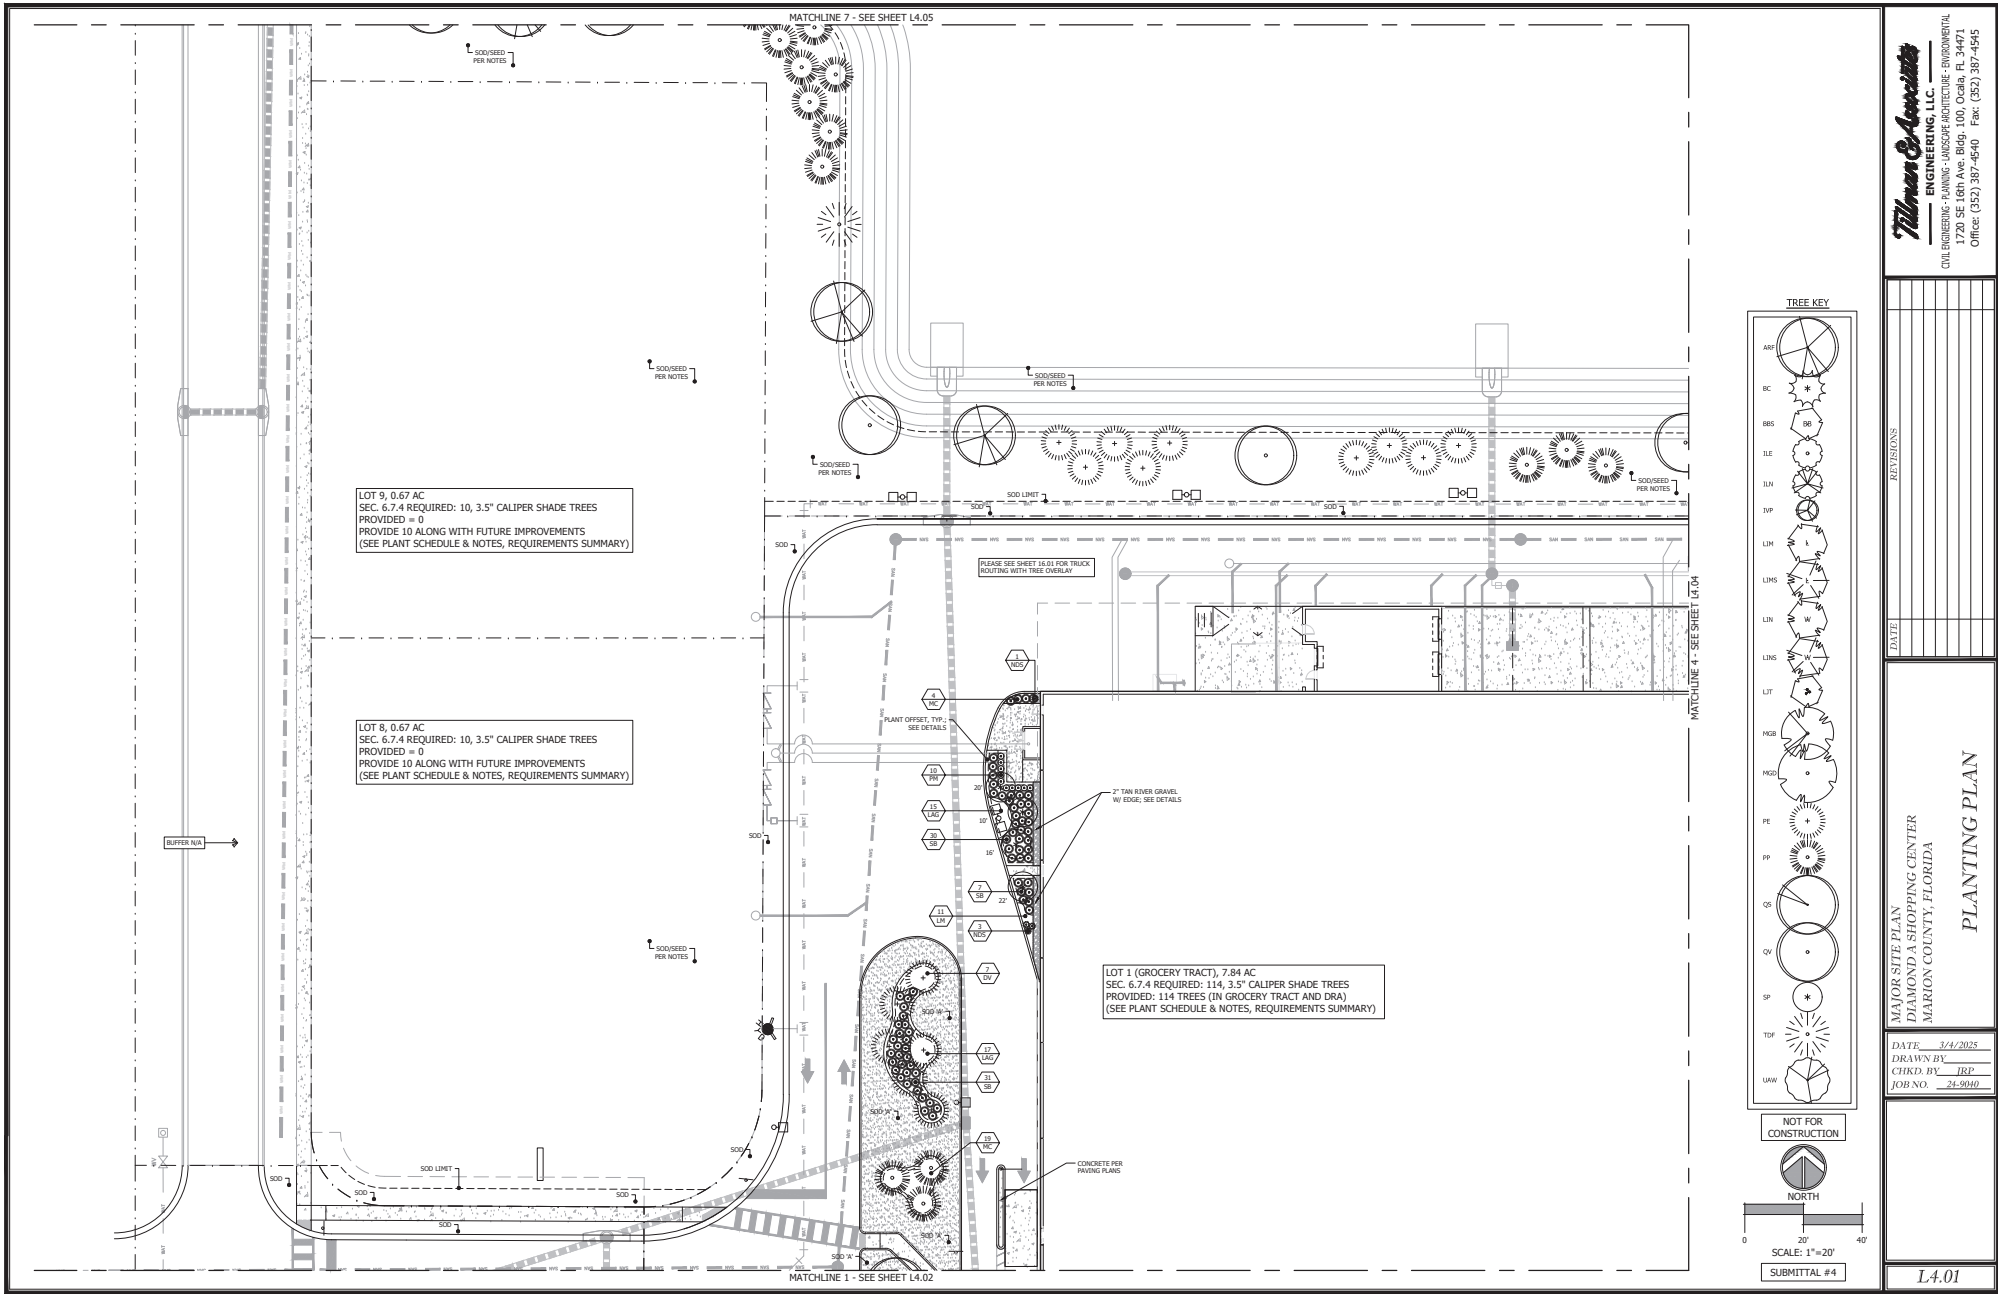 MATCHLINE 7 - SEE SHEET L4.05
SOD/SEED
PER NOTES
SOD/SEED
PER NOTES
SOD/SEED
PER NOTES
SOD/SEED
PER NOTES
SOD/SEED
PER NOTES
SOD LIMIT
SOD
SOD
SOD
LOT 9, 0.67 AC
SEC. 6.7.4 REQUIRED: 10, 3.5" CALIPER SHADE TREES
PROVIDED = 0
PROVIDE 10 ALONG WITH FUTURE IMPROVEMENTS
(SEE PLANT SCHEDULE & NOTES, REQUIREMENTS SUMMARY)
PLEASE SEE SHEET 16.01 FOR TRUCK
ROUTING WITH TREE OVERLAY
MATCHLINE 4 - SEE SHEET L4.04
1
NDS
4
MC
PLANT OFFSET, TYP.;
SEE DETAILS
LOT 8, 0.67 AC
SEC. 6.7.4 REQUIRED: 10, 3.5" CALIPER SHADE TREES
PROVIDED = 0
PROVIDE 10 ALONG WITH FUTURE IMPROVEMENTS
(SEE PLANT SCHEDULE & NOTES, REQUIREMENTS SUMMARY)
10
PM
20'
15
LAG
10'
30
SB
16'
2" TAN RIVER GRAVEL
W/ EDGE; SEE DETAILS
BUFFER N/A
SOD
7
SB
22'
11
LM
3
NDS
SOD/SEED
PER NOTES
7
DV
LOT 1 (GROCERY TRACT), 7.84 AC
SEC. 6.7.4 REQUIRED: 114, 3.5" CALIPER SHADE TREES
PROVIDED: 114 TREES (IN GROCERY TRACT AND DRA)
(SEE PLANT SCHEDULE & NOTES, REQUIREMENTS SUMMARY)
SOD 'A'
17
LAG
31
SB
SOD 'A'
19
MC
CONCRETE PER
PAVING PLANS
SOD
SOD LIMIT
SOD
SOD
SOD
SOD
SOD 'A'
SOD 'A'
MATCHLINE 1 - SEE SHEET L4.02
TREE KEY
ARF
BC
BBS
BB
ILE
ILN
IVP
LIM
LIMS
LIN
LINS
LJT
MGB
MGD
PE
PP
QS
QV
SP
TDF
UAW
NOT FOR
CONSTRUCTION
NORTH
0 20' 40'
SCALE: 1"=20'
SUBMITTAL #4
Tillman & Associates
ENGINEERING, LLC.
CIVIL ENGINEERING - PLANNING - LANDSCAPE ARCHITECTURE - ENVIRONMENTAL
1720 SE 16th Ave. Bldg. 100, Ocala, FL 34471
Office: (352) 387-4540 Fax: (352) 387-4545
REVISIONS
DATE
MAJOR SITE PLAN
DIAMOND A SHOPPING CENTER
MARION COUNTY, FLORIDA
PLANTING PLAN
DATE 3/4/2025
DRAWN BY
CHKD. BY JRP
JOB NO. 24-9040
L4.01